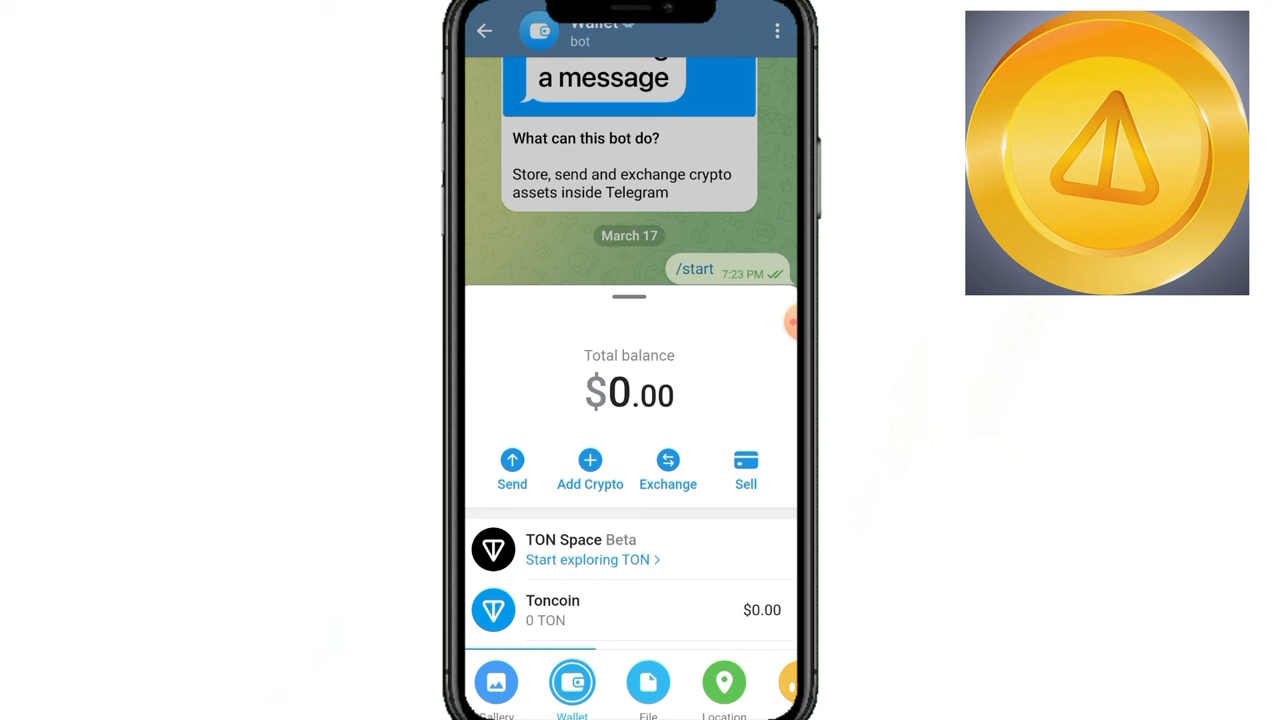 Wallet
bot
a message
What can this bot do?
Store, send and exchange crypto
assets inside Telegram
March 17
/start 7:23 PM
Total balance
$0.00
Send Add Crypto Exchange Sell
TON Space Beta
Start exploring TON >
Toncoin $0.00
0 TON
Gallery Wallet File Location